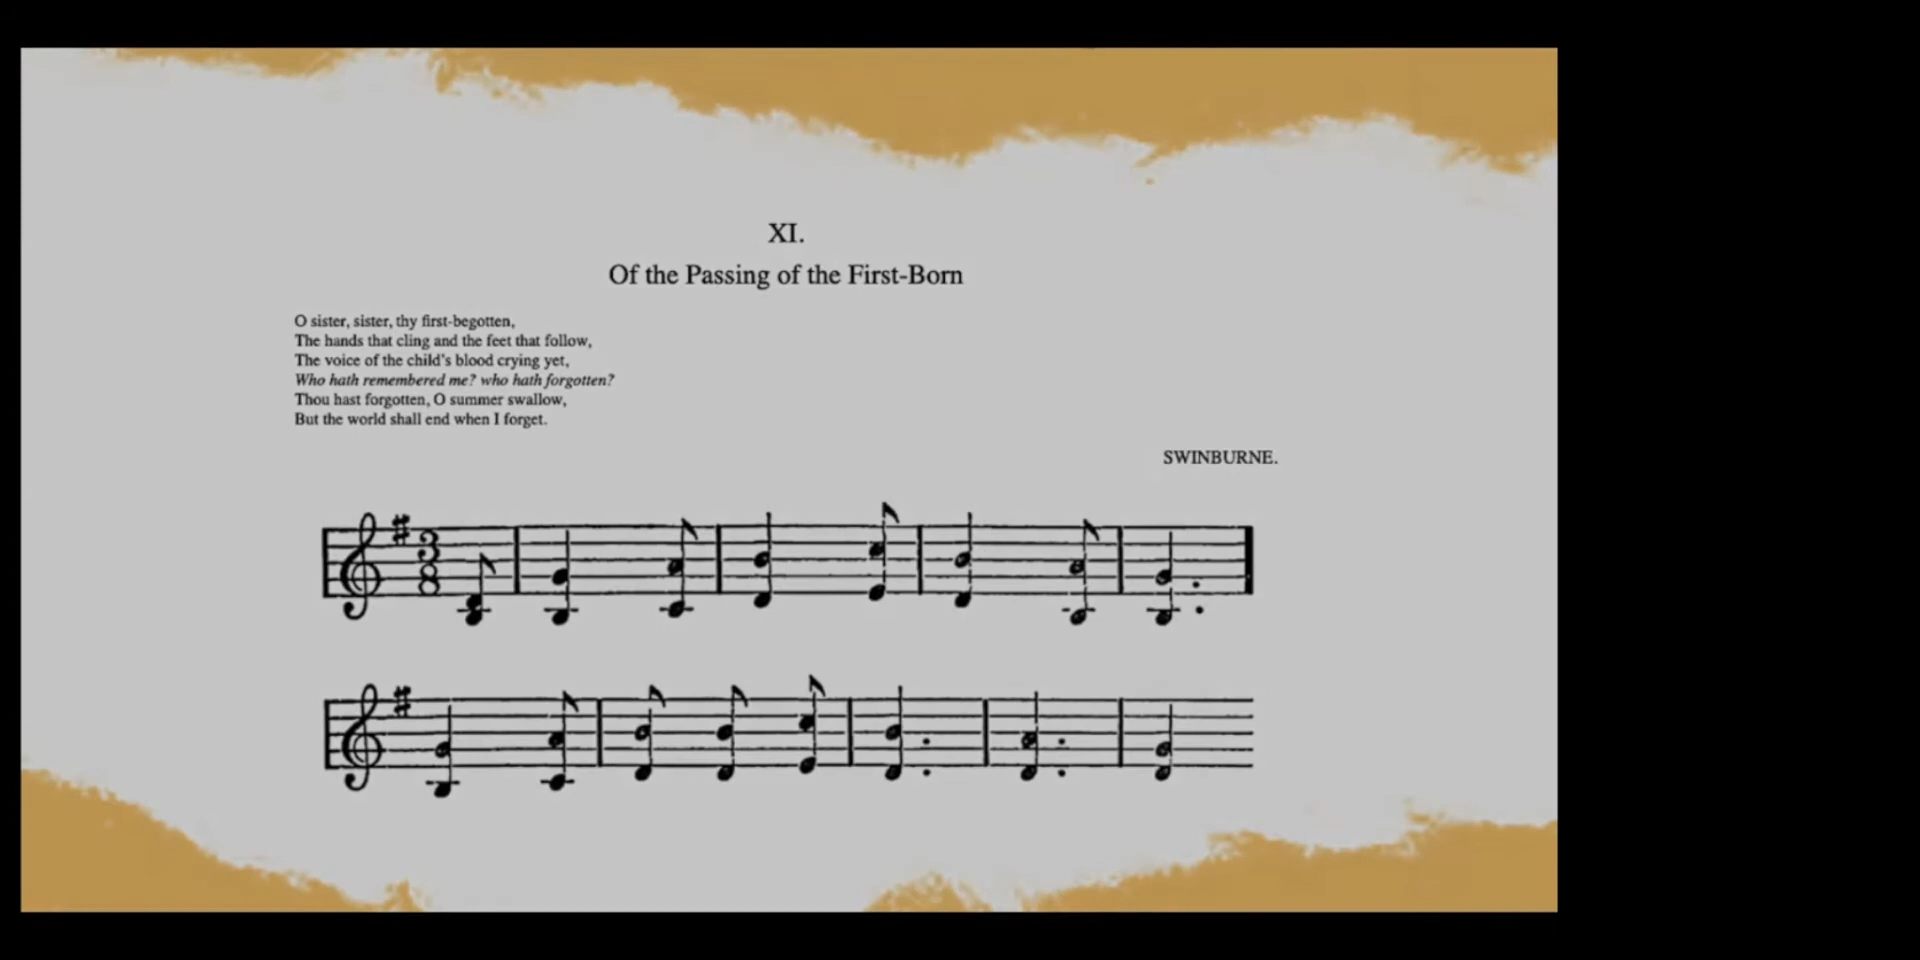 XI.
Of the Passing of the First-Born
O sister, sister, thy first-begotten,
The hands that cling and the feet that follow,
The voice of the child's blood crying yet,
Who hath remembered me? who hath forgotten?
Thou hast forgotten, O summer swallow,
But the world shall end when I forget.
SWINBURNE.
3
8